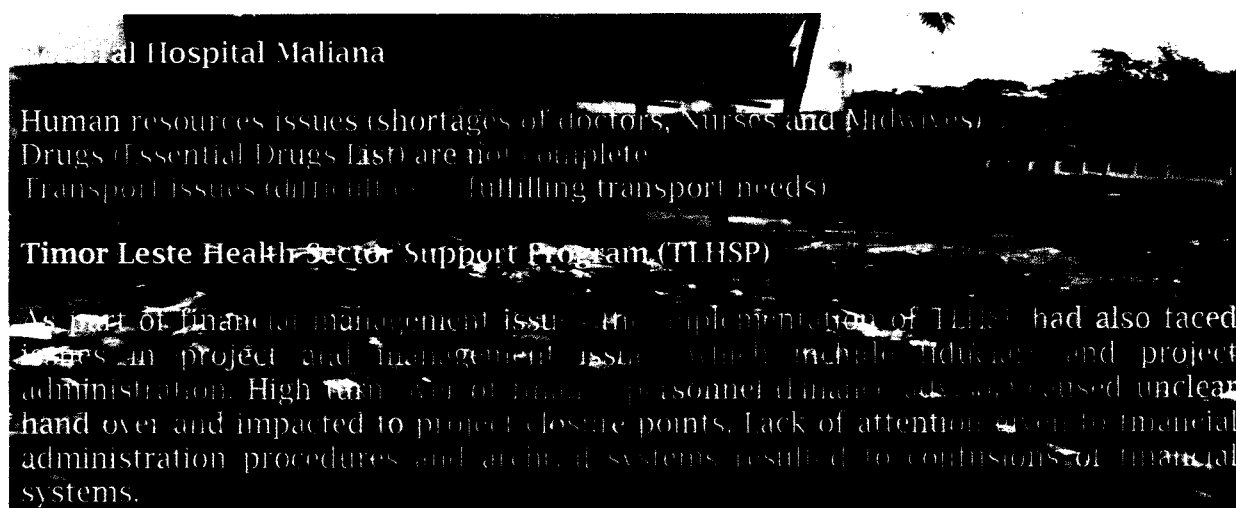 al Hospital Maliana
Human resources issues (shortages of doctors, Nurses and Midwives)
Drugs (Essential Drugs List) are not complete
Transport issues (difficult fulfilling transport needs)
Timor Leste Health Sector Support Program (TLHSP)
As part of financial management issues implementation of TLHSP had also faced
issues in project and management issues which include fiduciary and project
administration. High turn over of personnel (finance caused unclear
hand over and impacted to project closure points. Lack of attention given to financial
administration procedures and archival systems resulted to confusions of financial
systems.